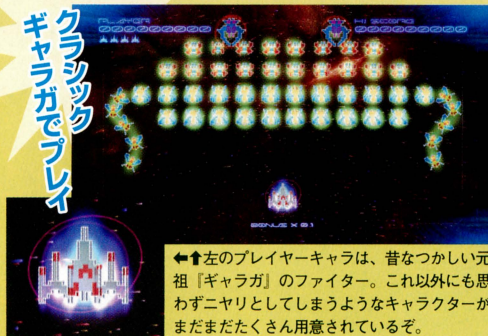 クラシック
ギャラガでプレイ
PLAYER
0000000000
HI SCORE
0000000000
BONUS X 01
←↑左のプレイヤーキャラは、昔なつかしい元
祖『ギャラガ』のファイター。これ以外にも思
わずニヤリとしてしまうようなキャラクターが
まだまだたくさん用意されているぞ。